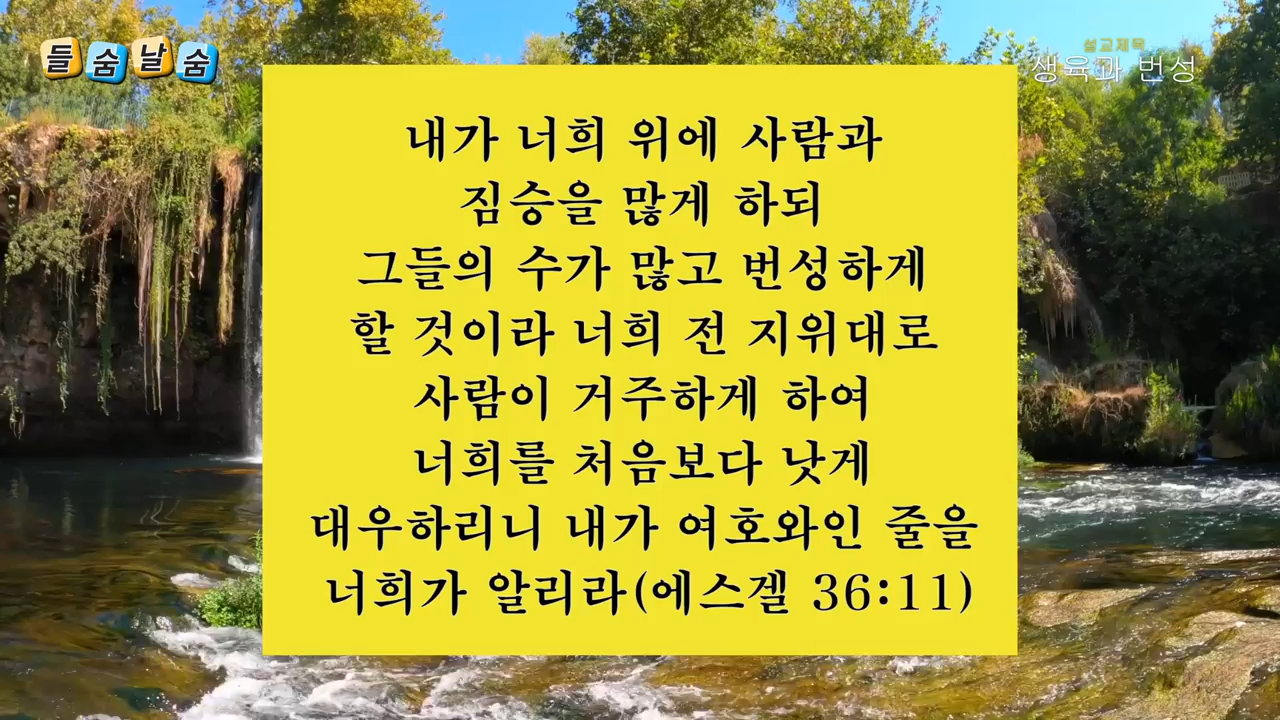 들숨날숨
설교제목
생육과 번성
내가 너희 위에 사람과
짐승을 많게 하되
그들의 수가 많고 번성하게
할 것이라 너희 전 지위대로
사람이 거주하게 하여
너희를 처음보다 낫게
대우하리니 내가 여호와인 줄을
너희가 알리라(에스겔 36:11)